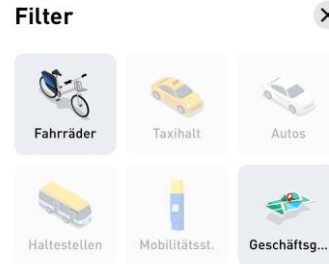 Filter
Fahrräder
Taxihalt
Autos
Haltestellen
Mobilitätsst.
Geschäftsg...